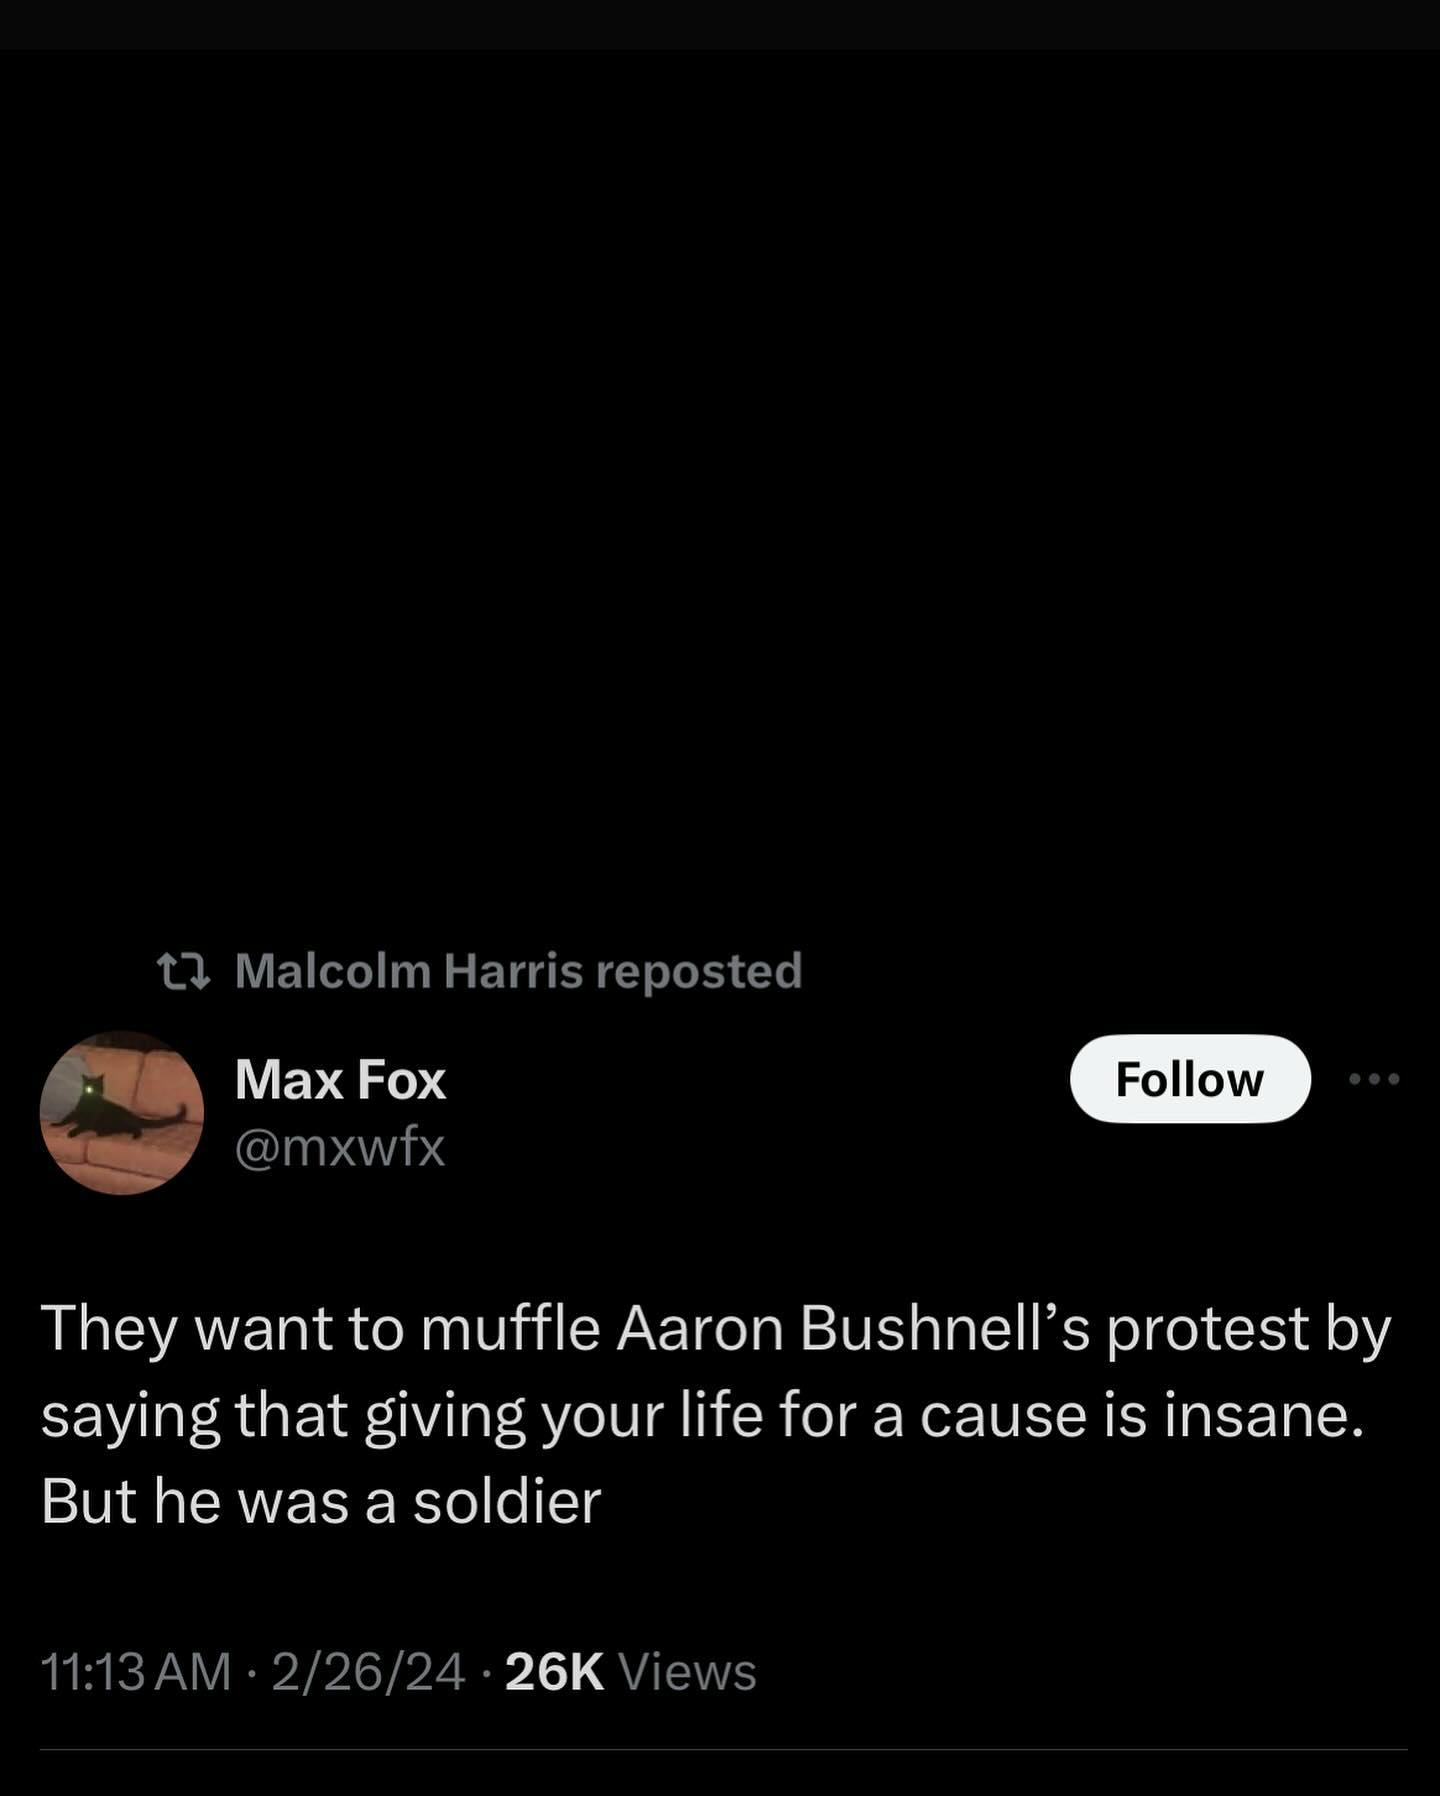 Malcolm Harris reposted
Max Fox
Follow
@mxwfx
They want to muffle Aaron Bushnell’s protest by
saying that giving your life for a cause is insane.
But he was a soldier
11:13 AM · 2/26/24 · 26K Views